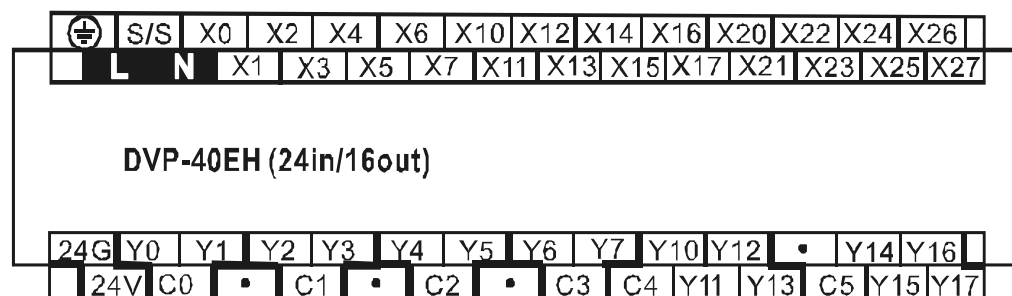 S/S X0 X2 X4 X6 X10 X12 X14 X16 X20 X22 X24 X26
L N X1 X3 X5 X7 X11 X13 X15 X17 X21 X23 X25 X27
DVP-40EH (24in/16out)
24G Y0 Y1 Y2 Y3 Y4 Y5 Y6 Y7 Y10 Y12 • Y14 Y16
24V C0 • C1 • C2 • C3 C4 Y11 Y13 C5 Y15 Y17